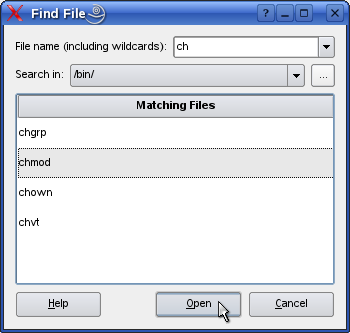 Find File
File name (including wildcards): ch
Search in: /bin/ ...
Matching Files
chgrp
chmod
chown
chvt
Help Open Cancel